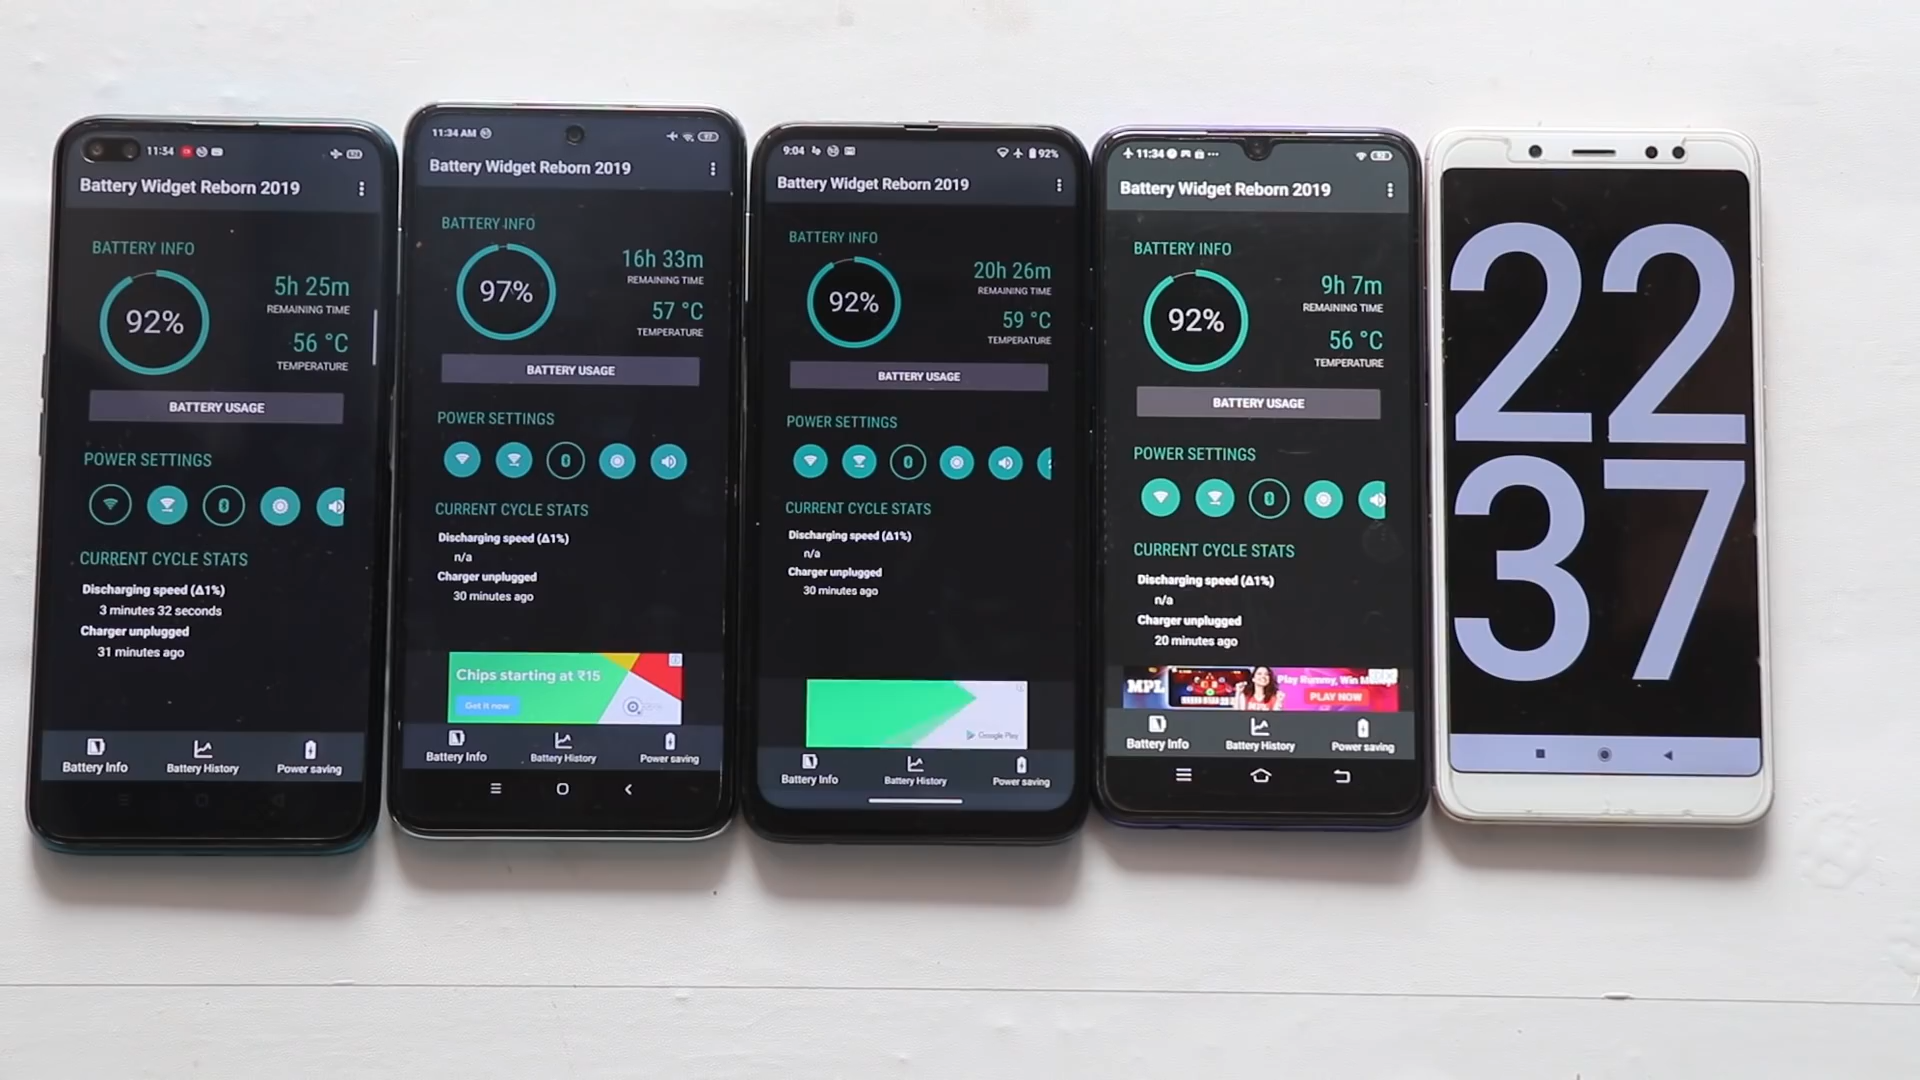 11:34
Battery Widget Reborn 2019
BATTERY INFO
92%
5h 25m
REMAINING TIME
56 °C
TEMPERATURE
BATTERY USAGE
POWER SETTINGS
CURRENT CYCLE STATS
Discharging speed (Δ1%)
3 minutes 32 seconds
Charger unplugged
31 minutes ago
Battery Info
Battery History
Power saving
11:34 AM
97
Battery Widget Reborn 2019
BATTERY INFO
97%
16h 33m
REMAINING TIME
57 °C
TEMPERATURE
BATTERY USAGE
POWER SETTINGS
CURRENT CYCLE STATS
Discharging speed (Δ1%)
n/a
Charger unplugged
30 minutes ago
Chips starting at ₹15
Get it now
Battery Info
Battery History
Power saving
9:04
92%
Battery Widget Reborn 2019
BATTERY INFO
92%
20h 26m
REMAINING TIME
59 °C
TEMPERATURE
BATTERY USAGE
POWER SETTINGS
CURRENT CYCLE STATS
Discharging speed (Δ1%)
n/a
Charger unplugged
30 minutes ago
Google Play
Battery Info
Battery History
Power saving
11:34
92
Battery Widget Reborn 2019
BATTERY INFO
92%
9h 7m
REMAINING TIME
56 °C
TEMPERATURE
BATTERY USAGE
POWER SETTINGS
CURRENT CYCLE STATS
Discharging speed (Δ1%)
n/a
Charger unplugged
20 minutes ago
MPL
Play Rummy, Win
PLAY NOW
Battery Info
Battery History
Power saving
22
37